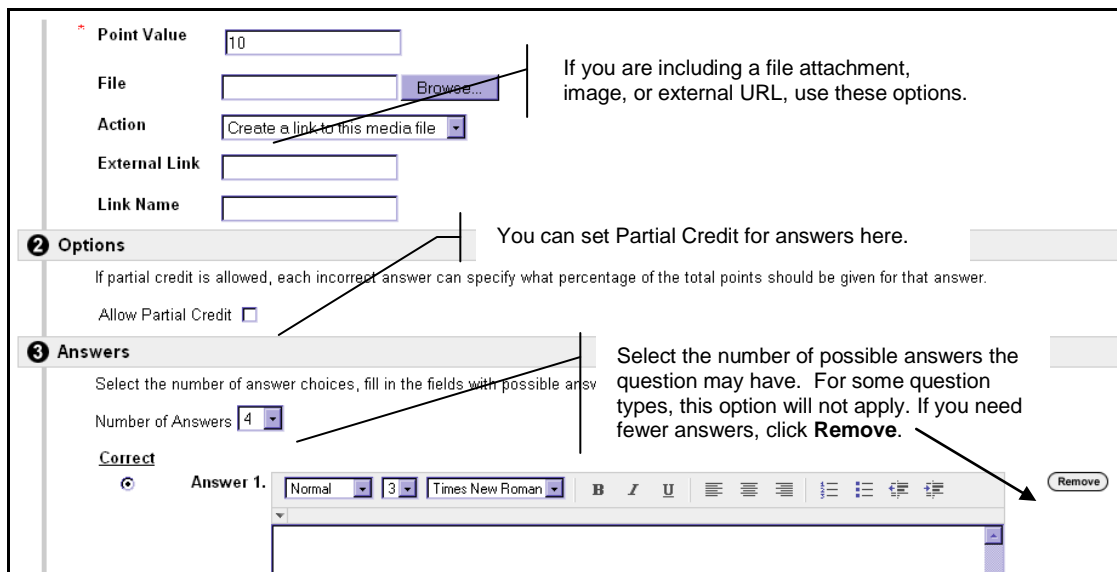 * Point Value 10
File Browse...
If you are including a file attachment,
image, or external URL, use these options.
Action Create a link to this media file
External Link
Link Name
2 Options
You can set Partial Credit for answers here.
If partial credit is allowed, each incorrect answer can specify what percentage of the total points should be given for that answer.
Allow Partial Credit
3 Answers
Select the number of answer choices, fill in the fields with possible answ
Select the number of possible answers the
question may have. For some question
types, this option will not apply. If you need
fewer answers, click Remove.
Number of Answers 4
Correct
Answer 1. Normal 3 Times New Roman B I U Remove